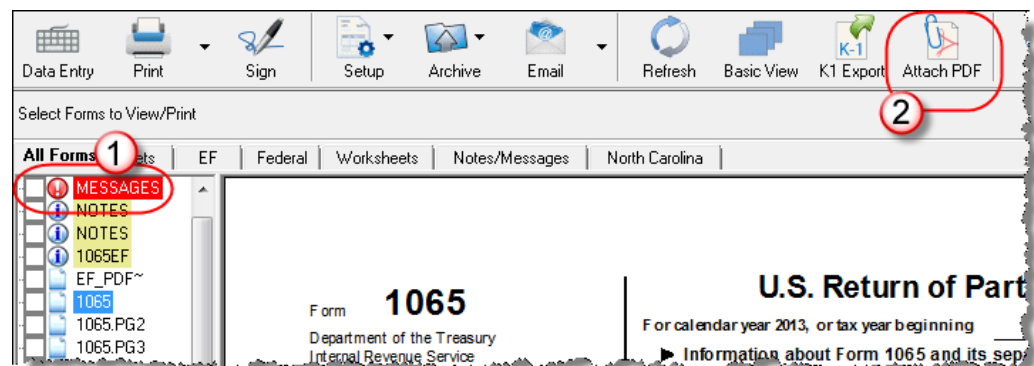 Data Entry Print Sign Setup Archive Email Refresh Basic View K-1 K1 Export Attach PDF
2
Select Forms to View/Print
1
All Forms EF Federal Worksheets Notes/Messages North Carolina
MESSAGES
NOTES
NOTES
1065EF
EF_PDF~
1065
1065.PG2
1065.PG3
Form 1065
Department of the Treasury
Internal Revenue Service
U.S. Return of Part
For calendar year 2013, or tax year beginning
► Information about Form 1065 and its sep